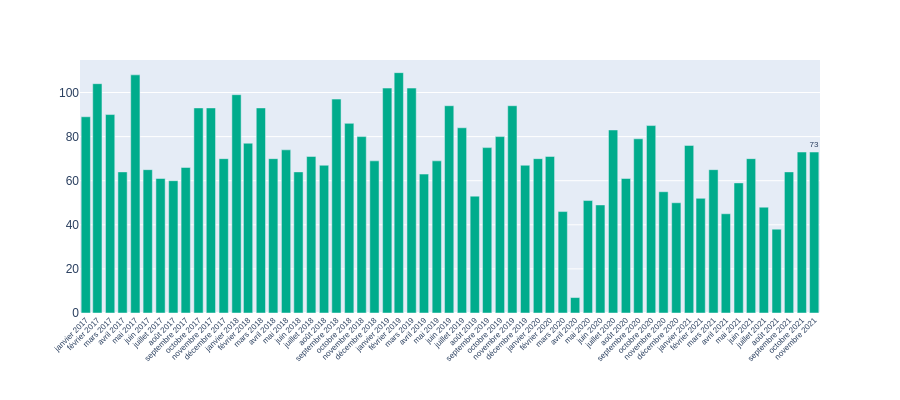 100
80
60
40
20
0
73
janvier 2017
février 2017
mars 2017
avril 2017
mai 2017
juin 2017
juillet 2017
août 2017
septembre 2017
octobre 2017
novembre 2017
décembre 2017
janvier 2018
février 2018
mars 2018
avril 2018
mai 2018
juin 2018
juillet 2018
août 2018
septembre 2018
octobre 2018
novembre 2018
décembre 2018
janvier 2019
février 2019
mars 2019
avril 2019
mai 2019
juin 2019
juillet 2019
août 2019
septembre 2019
octobre 2019
novembre 2019
décembre 2019
janvier 2020
février 2020
mars 2020
avril 2020
mai 2020
juin 2020
juillet 2020
août 2020
septembre 2020
octobre 2020
novembre 2020
décembre 2020
janvier 2021
février 2021
mars 2021
avril 2021
mai 2021
juin 2021
juillet 2021
août 2021
septembre 2021
octobre 2021
novembre 2021